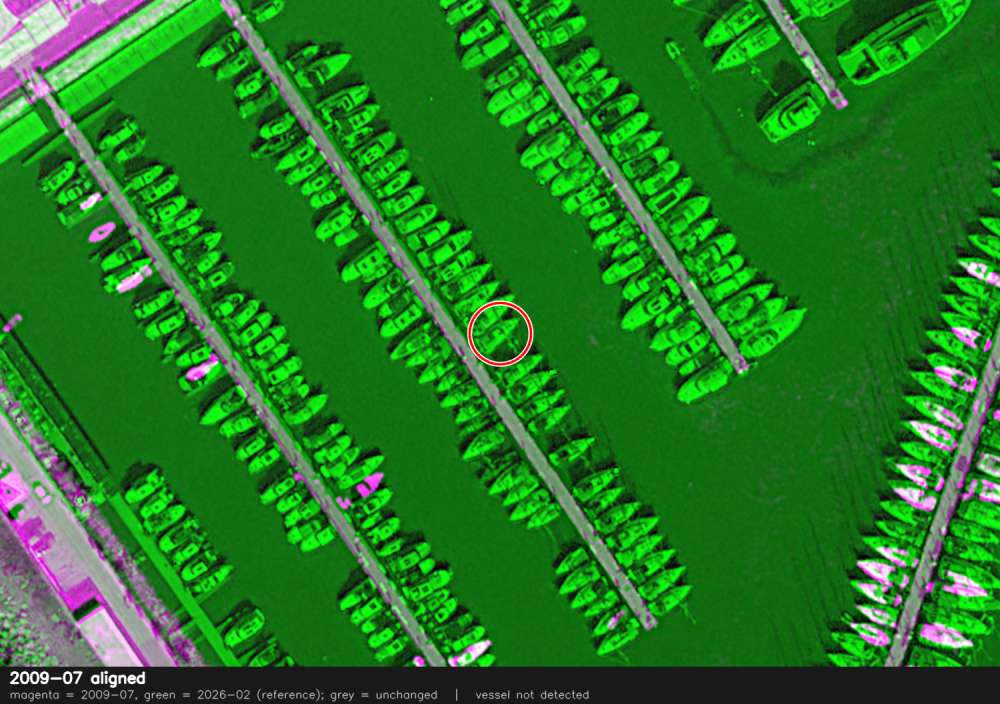 2009-07 aligned
magenta = 2009-07, green = 2026-02 (reference); grey = unchanged | vessel not detected